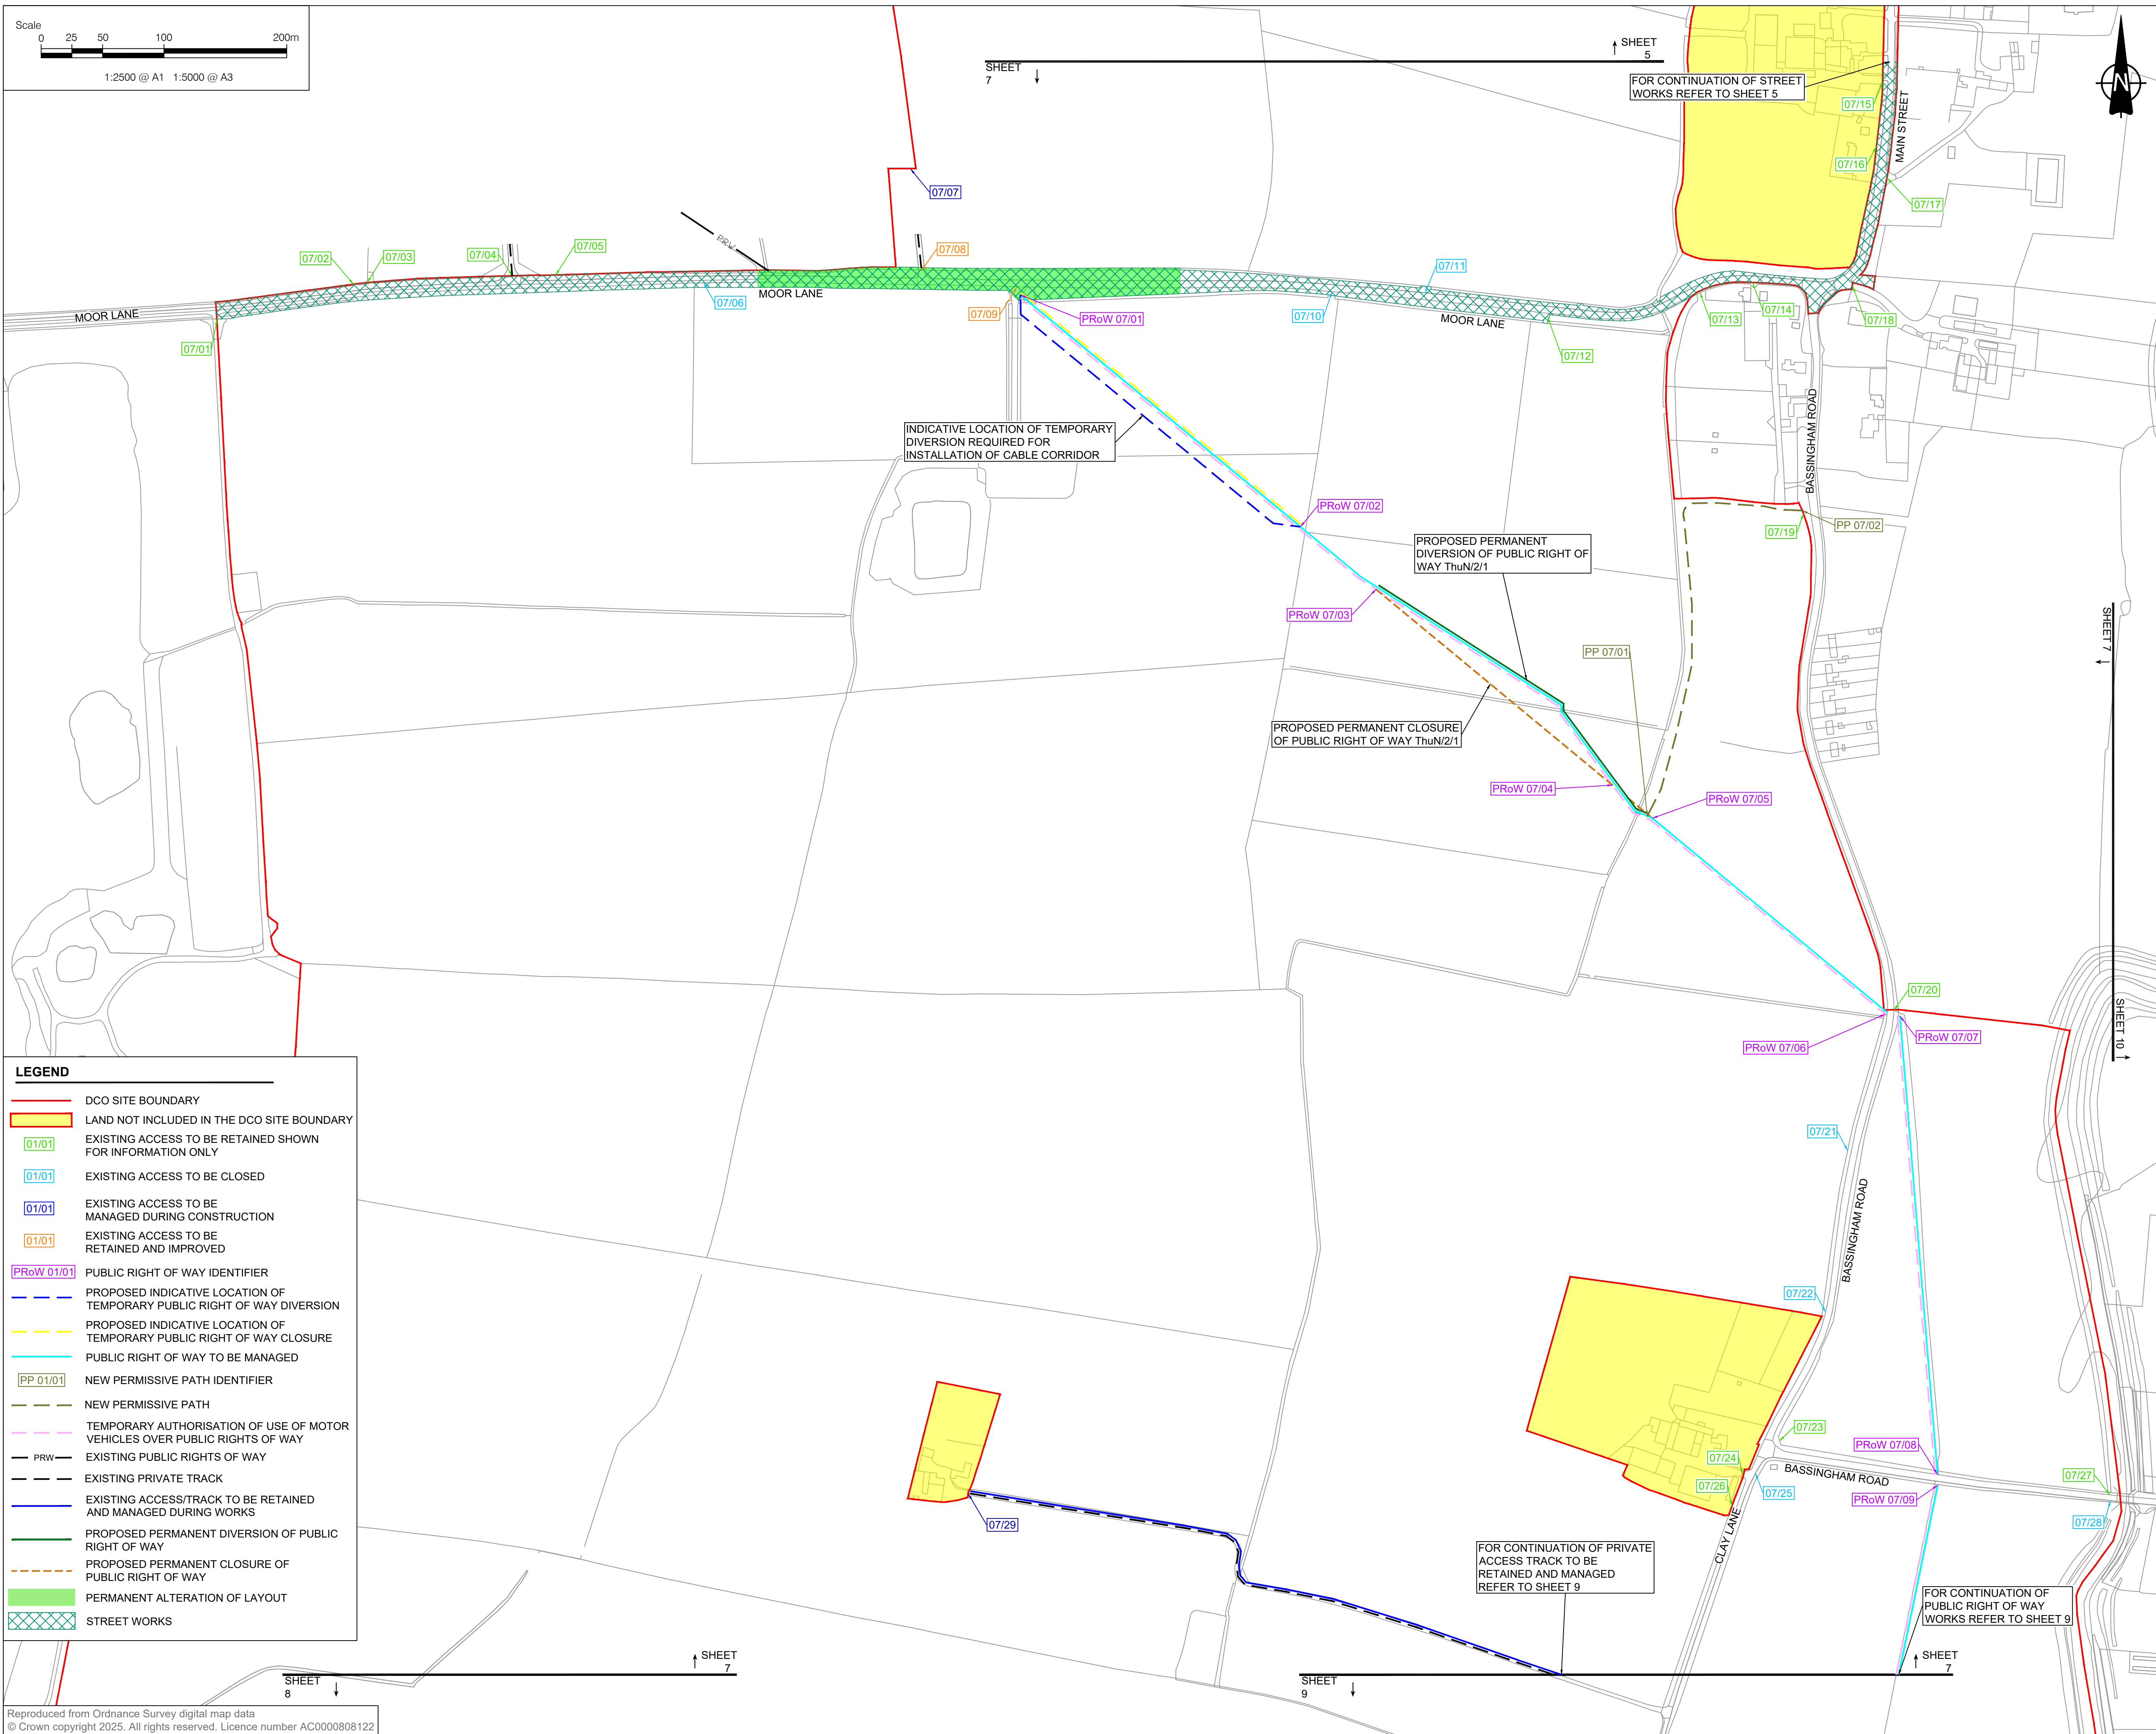 Scale
0 25 50 100 200m
1:2500 @ A1 1:5000 @ A3
SHEET
7
SHEET
5
FOR CONTINUATION OF STREET
WORKS REFER TO SHEET 5
N
07/15
MAIN STREET
07/16
07/17
07/07
07/08
PRW
07/02
07/03
07/04
07/05
07/06
MOOR LANE
MOOR LANE
07/01
07/09
PRoW 07/01
07/10
07/11
MOOR LANE
07/12
07/13
07/14
07/18
BASSINGHAM ROAD
INDICATIVE LOCATION OF TEMPORARY
DIVERSION REQUIRED FOR
INSTALLATION OF CABLE CORRIDOR
PRoW 07/02
PP 07/02
07/19
PROPOSED PERMANENT
DIVERSION OF PUBLIC RIGHT OF
WAY ThuN/2/1
PRoW 07/03
PP 07/01
SHEET 7
PROPOSED PERMANENT CLOSURE
OF PUBLIC RIGHT OF WAY ThuN/2/1
PRoW 07/04
PRoW 07/05
07/20
PRoW 07/06
PRoW 07/07
SHEET 10
07/21
BASSINGHAM ROAD
07/22
07/23
07/24
07/25
07/26
BASSINGHAM ROAD
PRoW 07/08
PRoW 07/09
07/27
07/28
CLAY LANE
07/29
FOR CONTINUATION OF PRIVATE
ACCESS TRACK TO BE
RETAINED AND MANAGED
REFER TO SHEET 9
FOR CONTINUATION OF
PUBLIC RIGHT OF WAY
WORKS REFER TO SHEET 9
LEGEND
DCO SITE BOUNDARY
LAND NOT INCLUDED IN THE DCO SITE BOUNDARY
01/01 EXISTING ACCESS TO BE RETAINED SHOWN
FOR INFORMATION ONLY
01/01 EXISTING ACCESS TO BE CLOSED
01/01 EXISTING ACCESS TO BE
MANAGED DURING CONSTRUCTION
01/01 EXISTING ACCESS TO BE
RETAINED AND IMPROVED
PRoW 01/01 PUBLIC RIGHT OF WAY IDENTIFIER
PROPOSED INDICATIVE LOCATION OF
TEMPORARY PUBLIC RIGHT OF WAY DIVERSION
PROPOSED INDICATIVE LOCATION OF
TEMPORARY PUBLIC RIGHT OF WAY CLOSURE
PUBLIC RIGHT OF WAY TO BE MANAGED
PP 01/01 NEW PERMISSIVE PATH IDENTIFIER
NEW PERMISSIVE PATH
TEMPORARY AUTHORISATION OF USE OF MOTOR
VEHICLES OVER PUBLIC RIGHTS OF WAY
PRW EXISTING PUBLIC RIGHTS OF WAY
EXISTING PRIVATE TRACK
EXISTING ACCESS/TRACK TO BE RETAINED
AND MANAGED DURING WORKS
PROPOSED PERMANENT DIVERSION OF PUBLIC
RIGHT OF WAY
PROPOSED PERMANENT CLOSURE OF
PUBLIC RIGHT OF WAY
PERMANENT ALTERATION OF LAYOUT
STREET WORKS
SHEET
7
SHEET
8
SHEET
9
SHEET
7
Reproduced from Ordnance Survey digital map data
© Crown copyright 2025. All rights reserved. Licence number AC0000808122